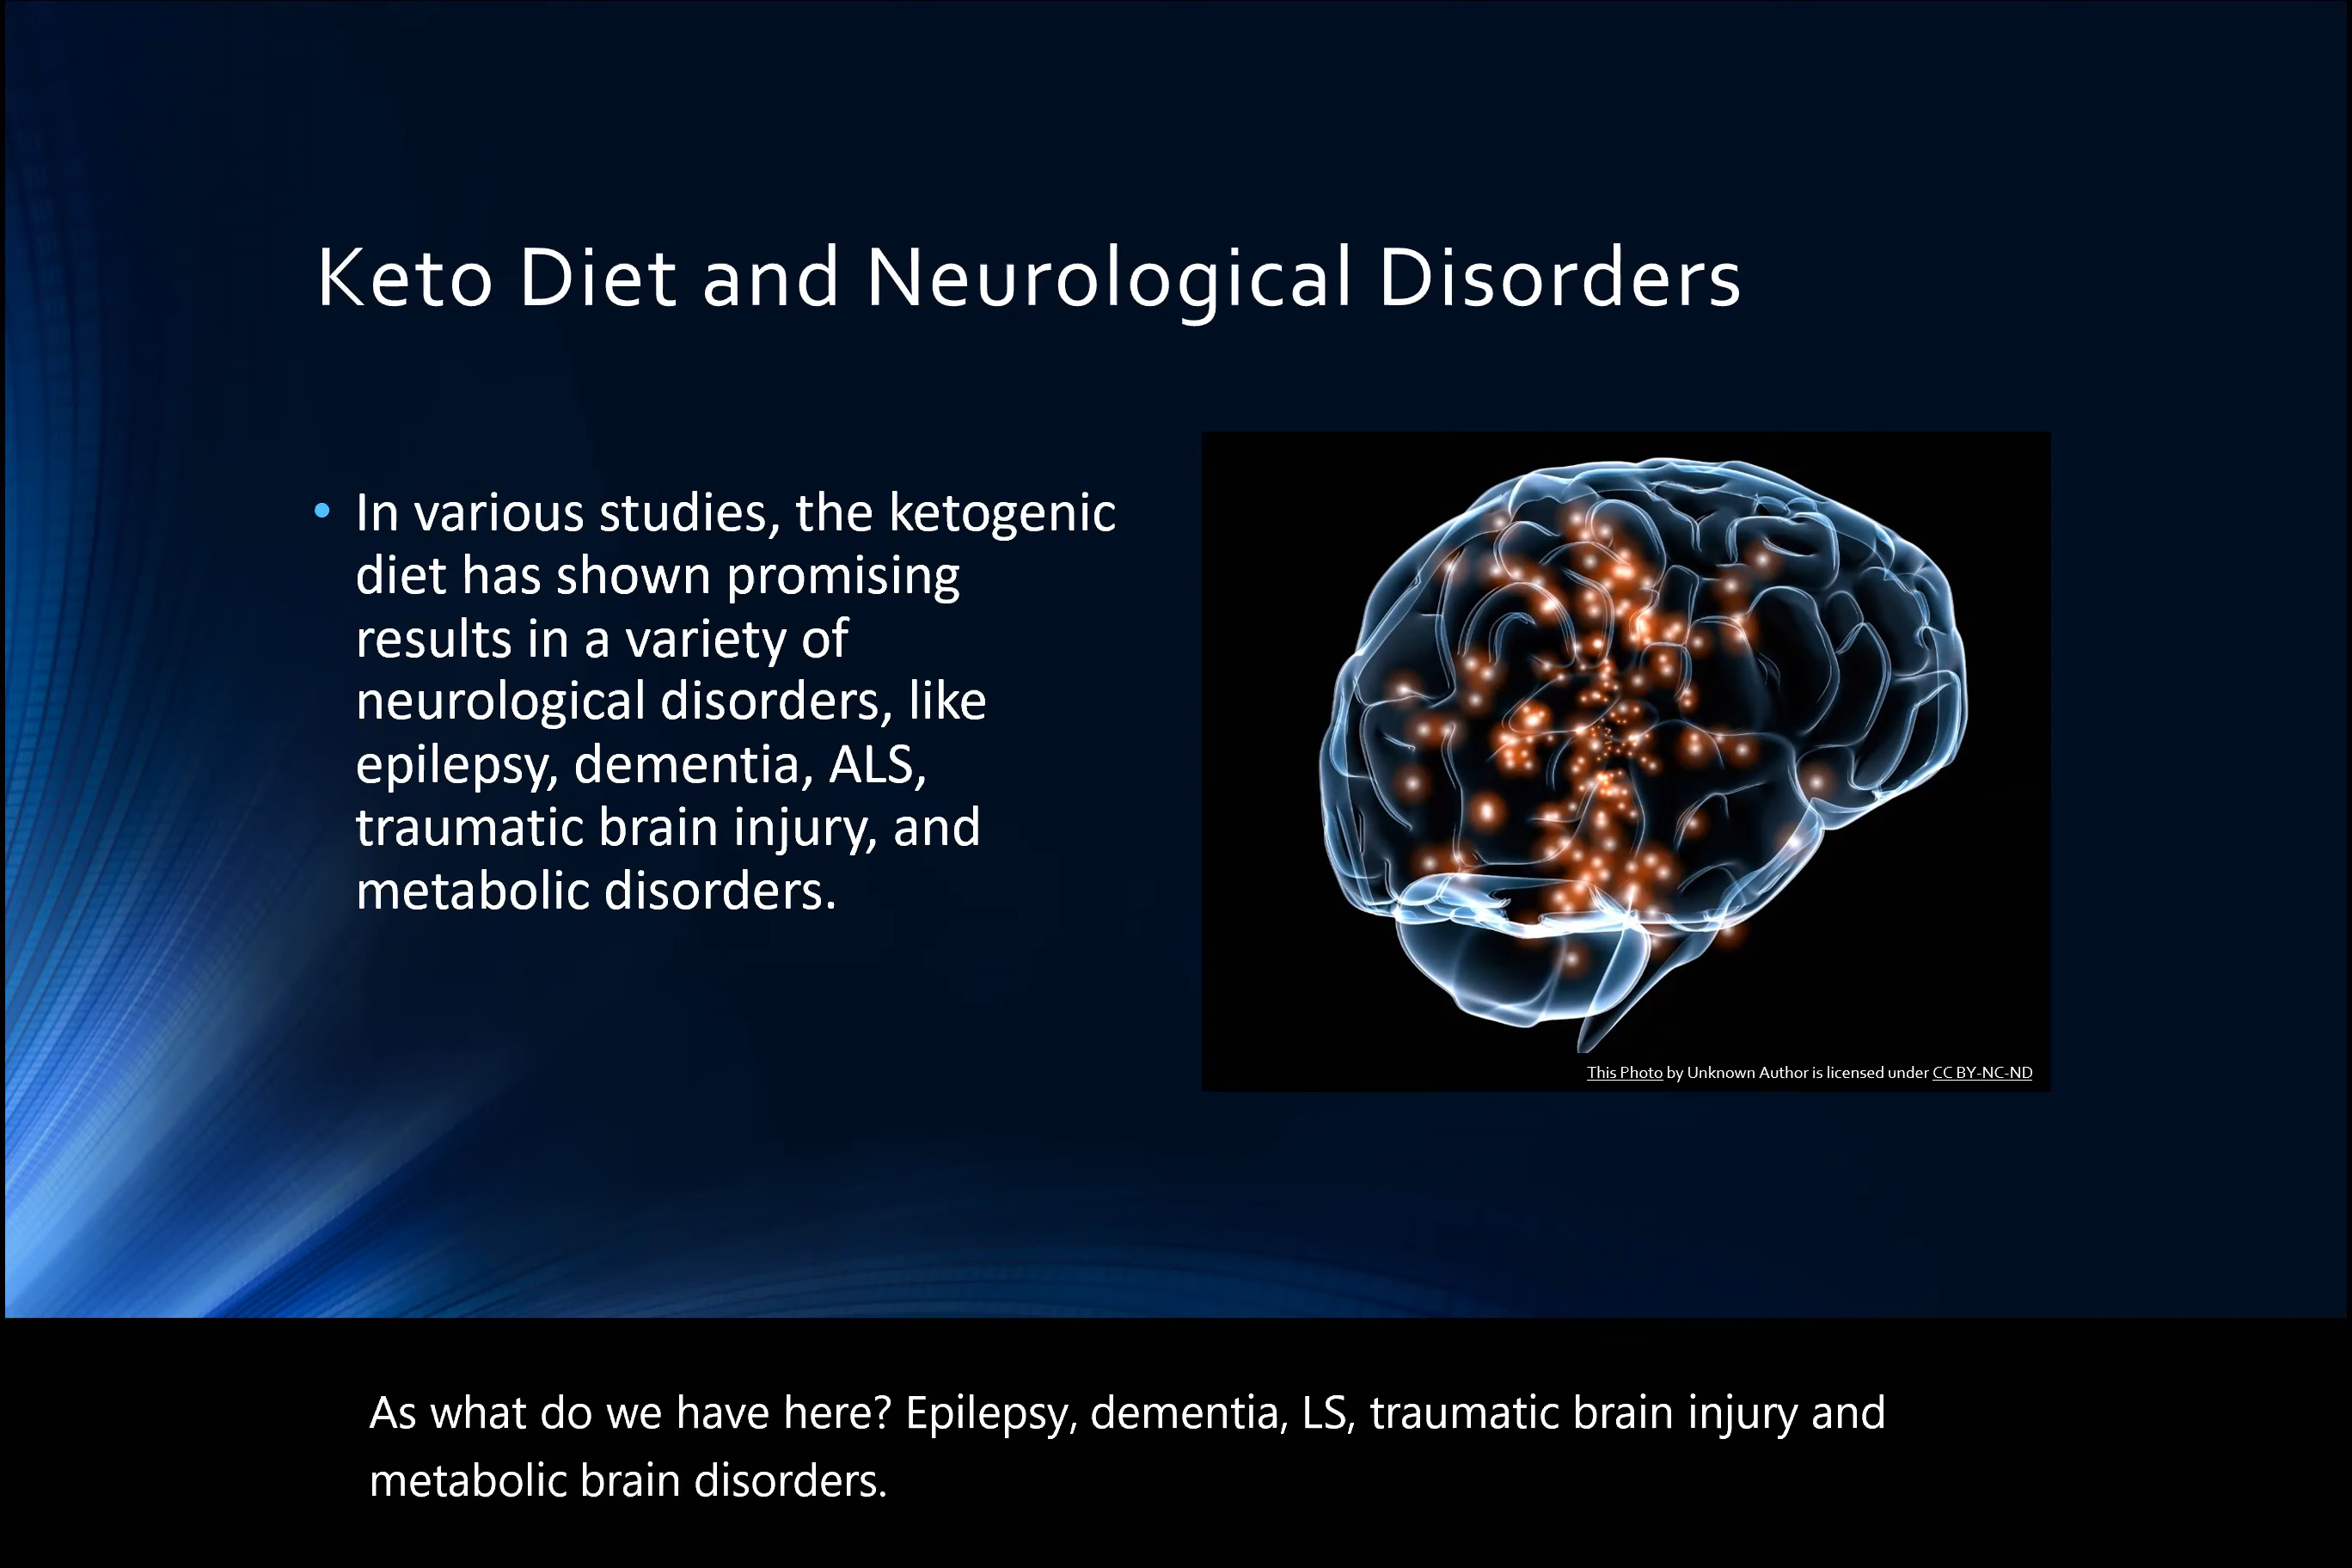 Keto Diet and Neurological Disorders
• In various studies, the ketogenic
diet has shown promising
results in a variety of
neurological disorders, like
epilepsy, dementia, ALS,
traumatic brain injury, and
metabolic disorders.
This Photo by Unknown Author is licensed under CC BY-NC-ND
As what do we have here? Epilepsy, dementia, LS, traumatic brain injury and
metabolic brain disorders.